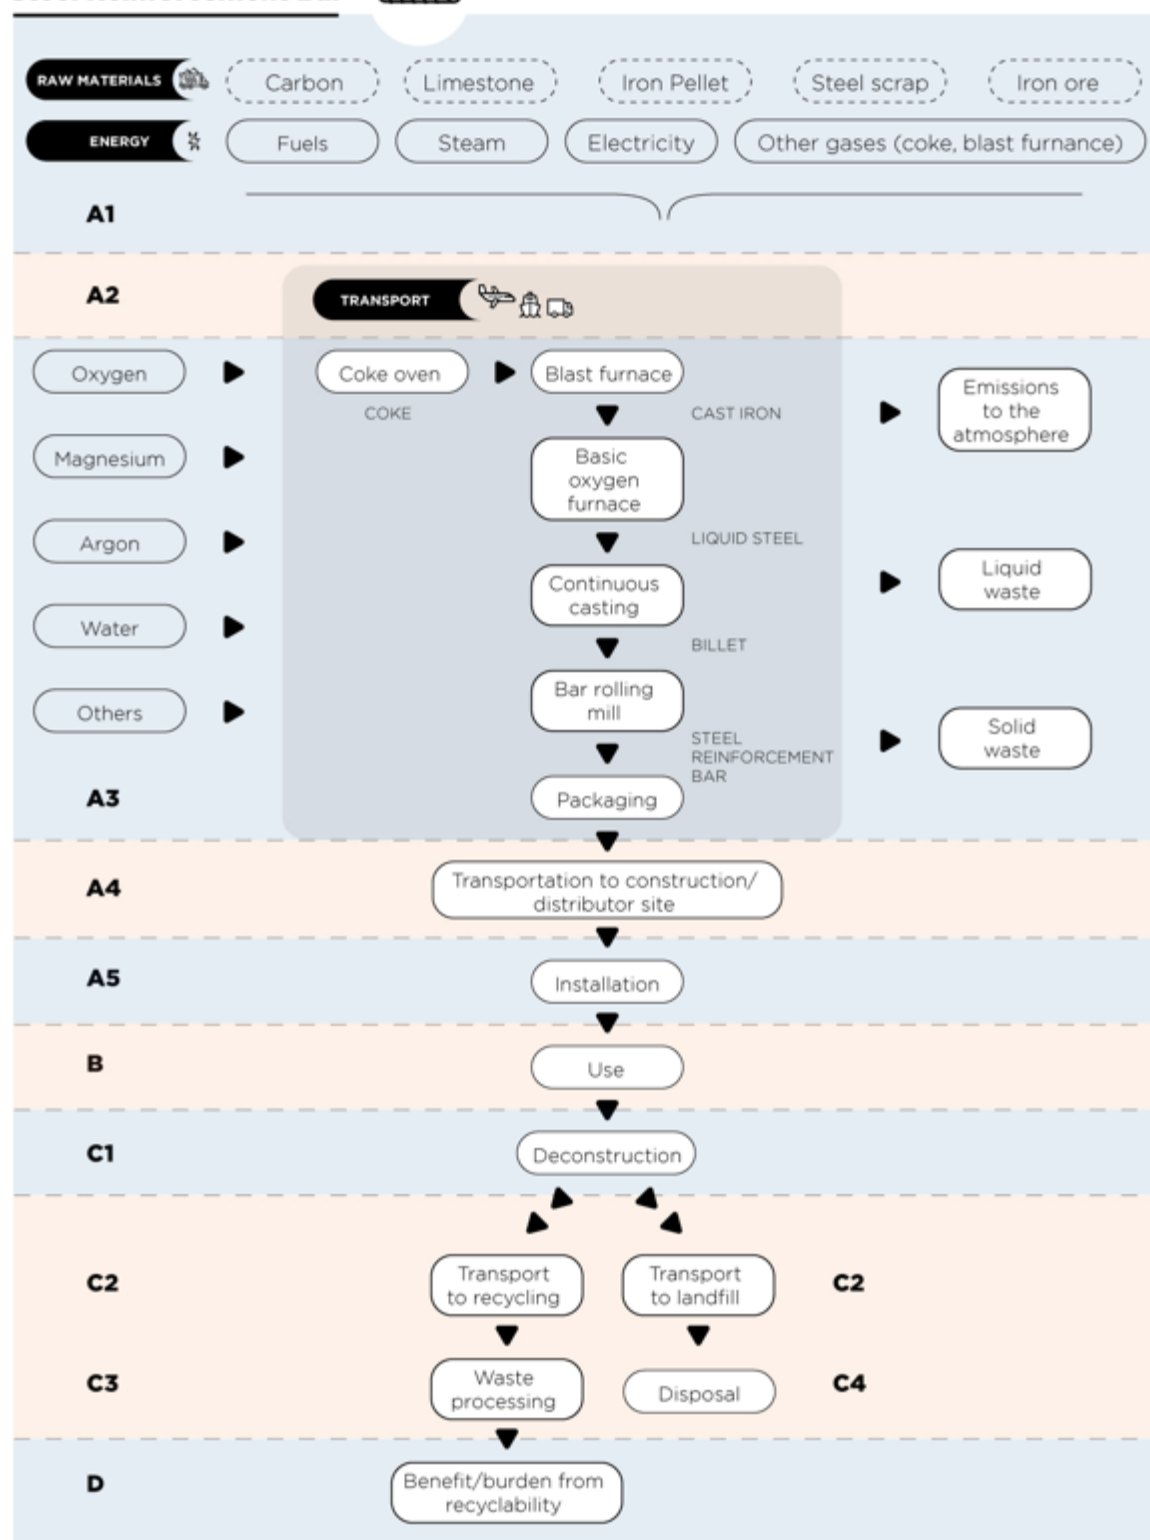 RAW MATERIALS
Carbon
Limestone
Iron Pellet
Steel scrap
Iron ore
ENERGY
Fuels
Steam
Electricity
Other gases (coke, blast furnance)
A1
A2
TRANSPORT
Oxygen
Coke oven
Blast furnace
COKE
CAST IRON
Emissions
to the
atmosphere
Magnesium
Basic
oxygen
furnace
Argon
LIQUID STEEL
Continuous
casting
Liquid
waste
Water
BILLET
Bar rolling
mill
Others
STEEL
REINFORCEMENT
BAR
Solid
waste
A3
Packaging
A4
Transportation to construction/
distributor site
A5
Installation
B
Use
C1
Deconstruction
C2
Transport
to recycling
Transport
to landfill
C2
C3
Waste
processing
Disposal
C4
D
Benefit/burden from
recyclability